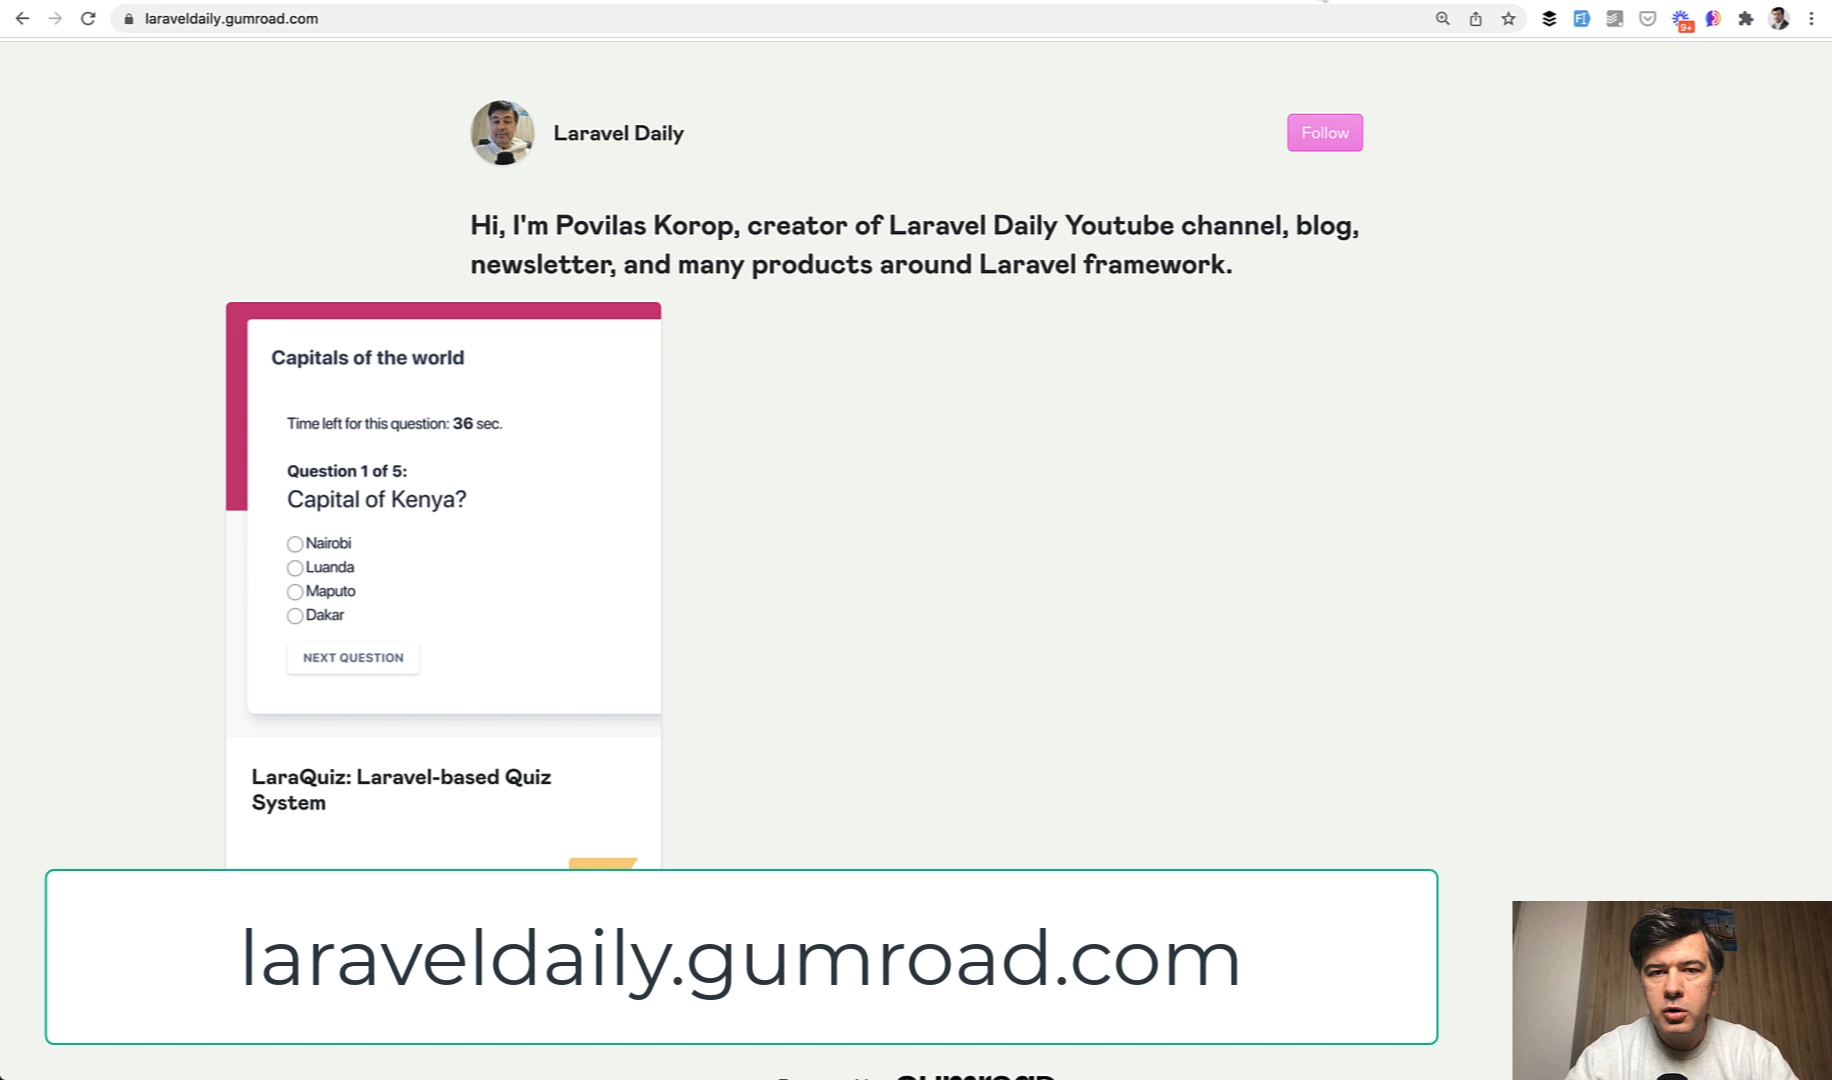 laraveldaily.gumroad.com
9+
Laravel Daily
Follow
Hi, I'm Povilas Korop, creator of Laravel Daily Youtube channel, blog,
newsletter, and many products around Laravel framework.
Capitals of the world
Time left for this question: 36 sec.
Question 1 of 5:
Capital of Kenya?
Nairobi
Luanda
Maputo
Dakar
NEXT QUESTION
LaraQuiz: Laravel-based Quiz
System
laraveldaily.gumroad.com